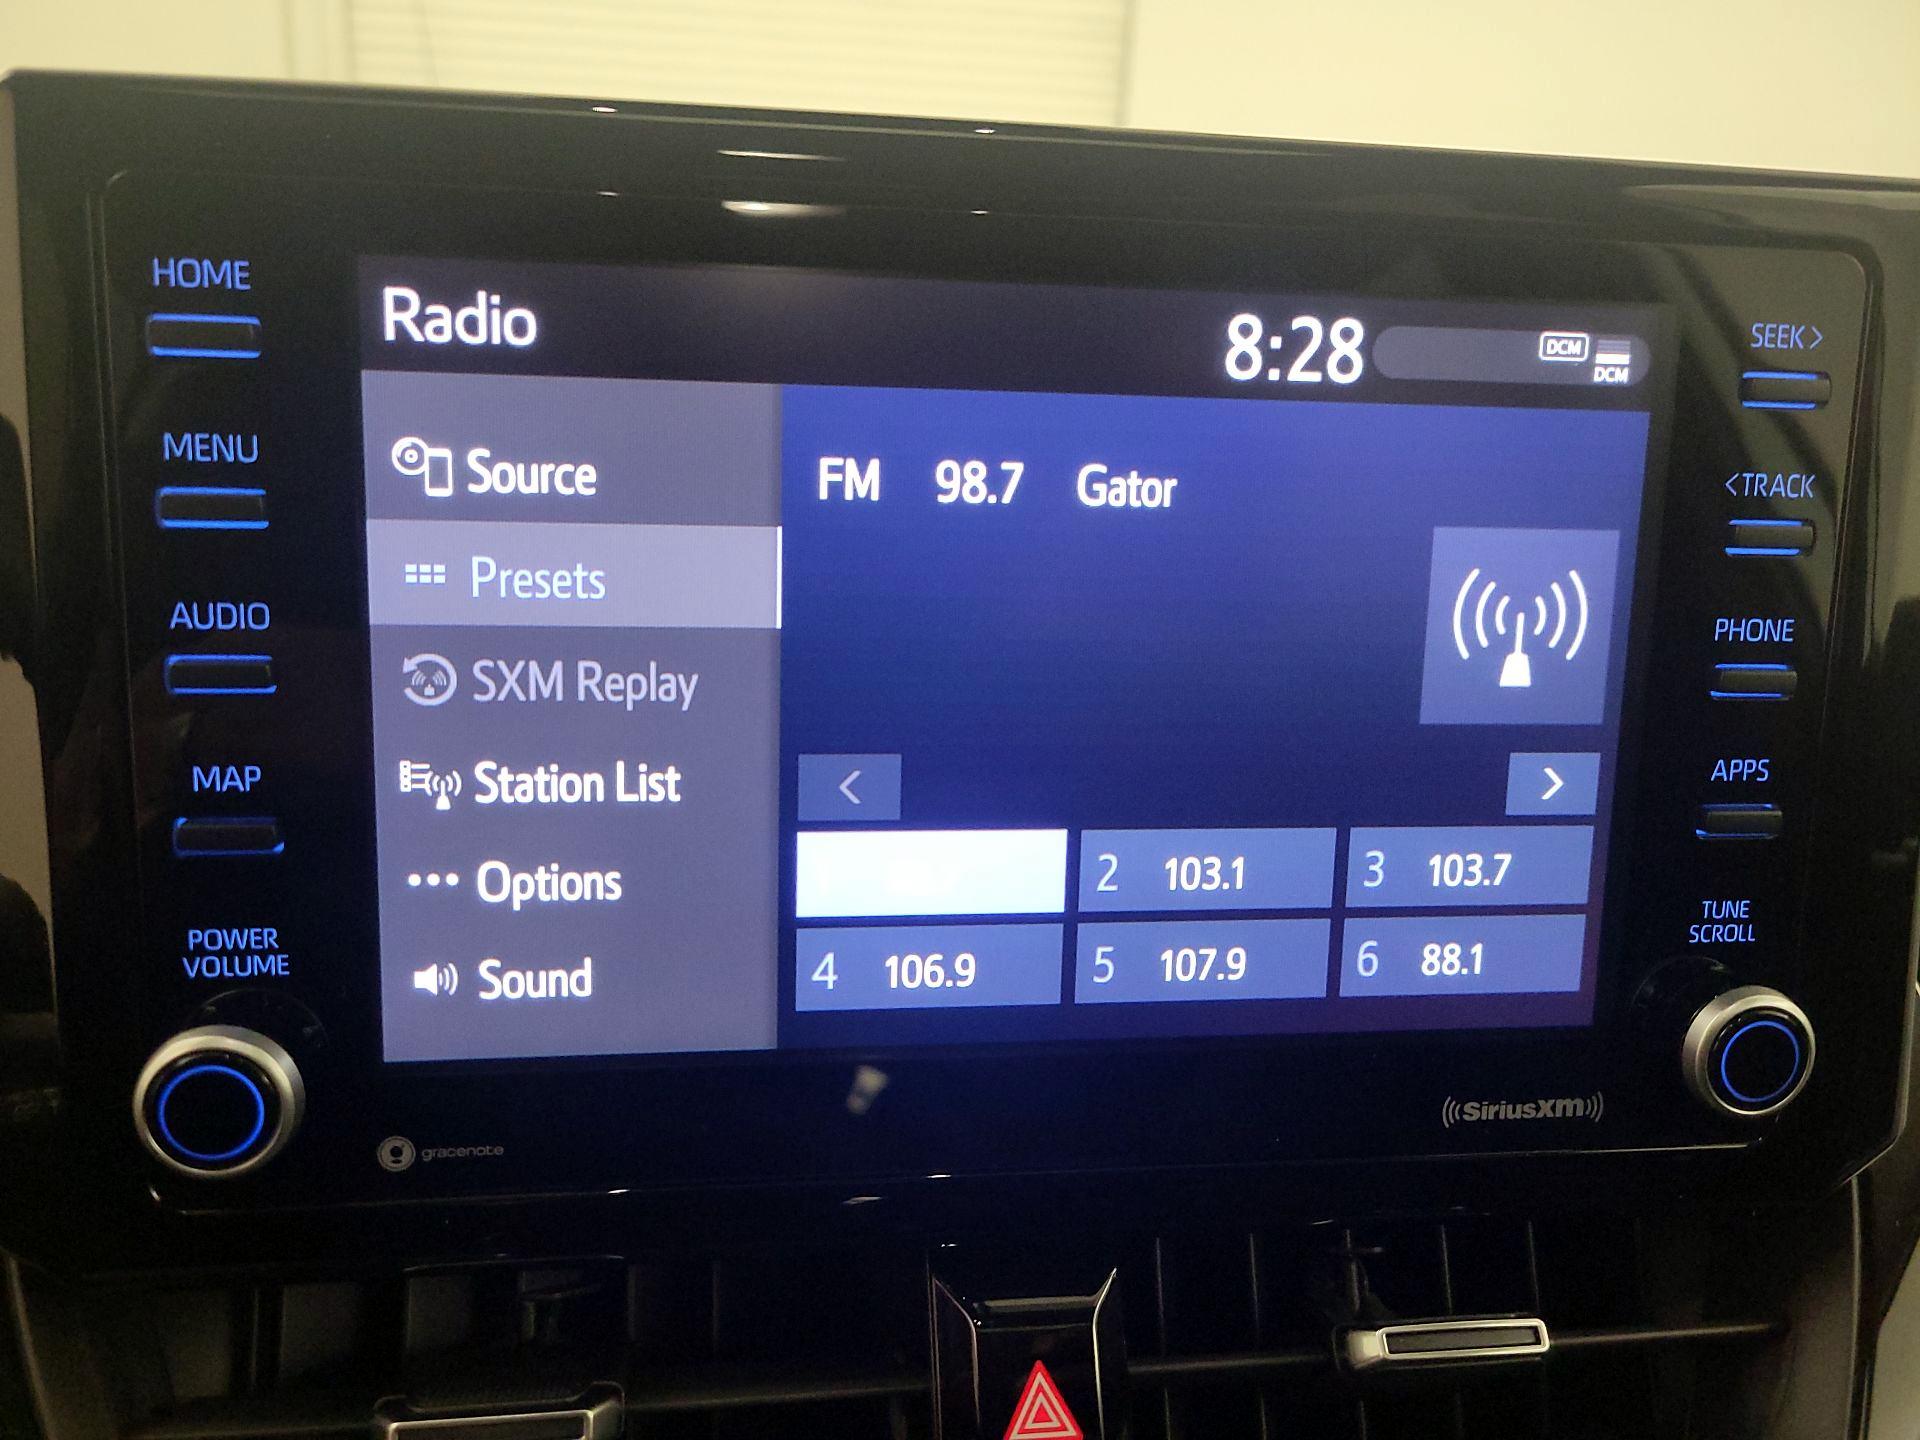 HOME
MENU
AUDIO
MAP
POWER
VOLUME
Radio
8:28
DCM
DCM
Source
Presets
SXM Replay
Station List
Options
Sound
FM 98.7 Gator
<
>
2 103.1
3 103.7
4 106.9
5 107.9
6 88.1
SEEK>
<TRACK
PHONE
APPS
TUNE
SCROLL
gracenote
((SiriusXM))